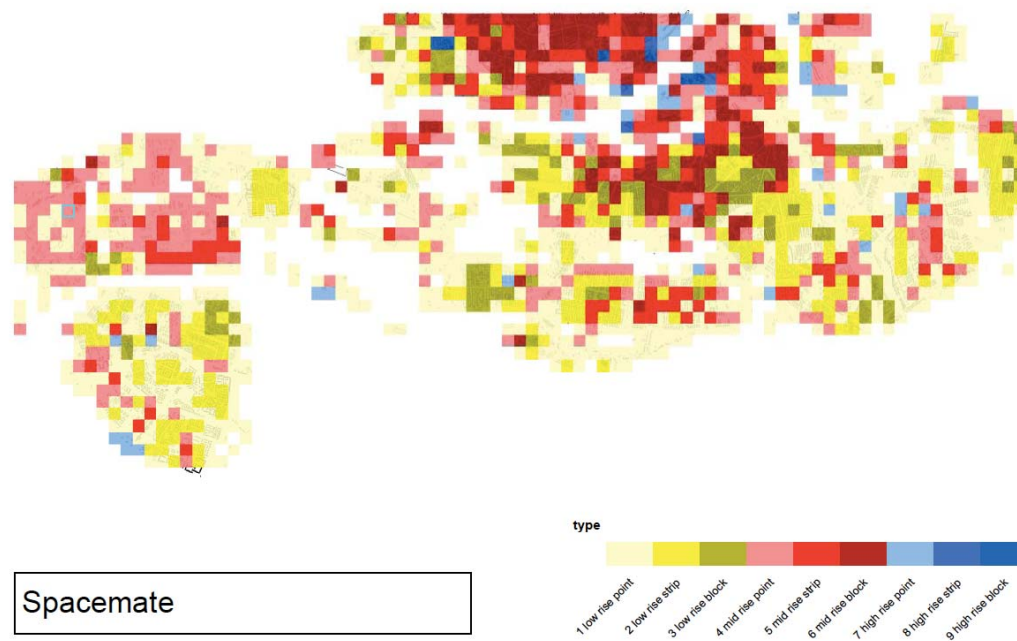 type
1 low rise point
2 low rise strip
3 low rise block
4 mid rise point
5 mid rise strip
6 mid rise block
7 high rise point
8 high rise strip
9 high rise block
Spacemate